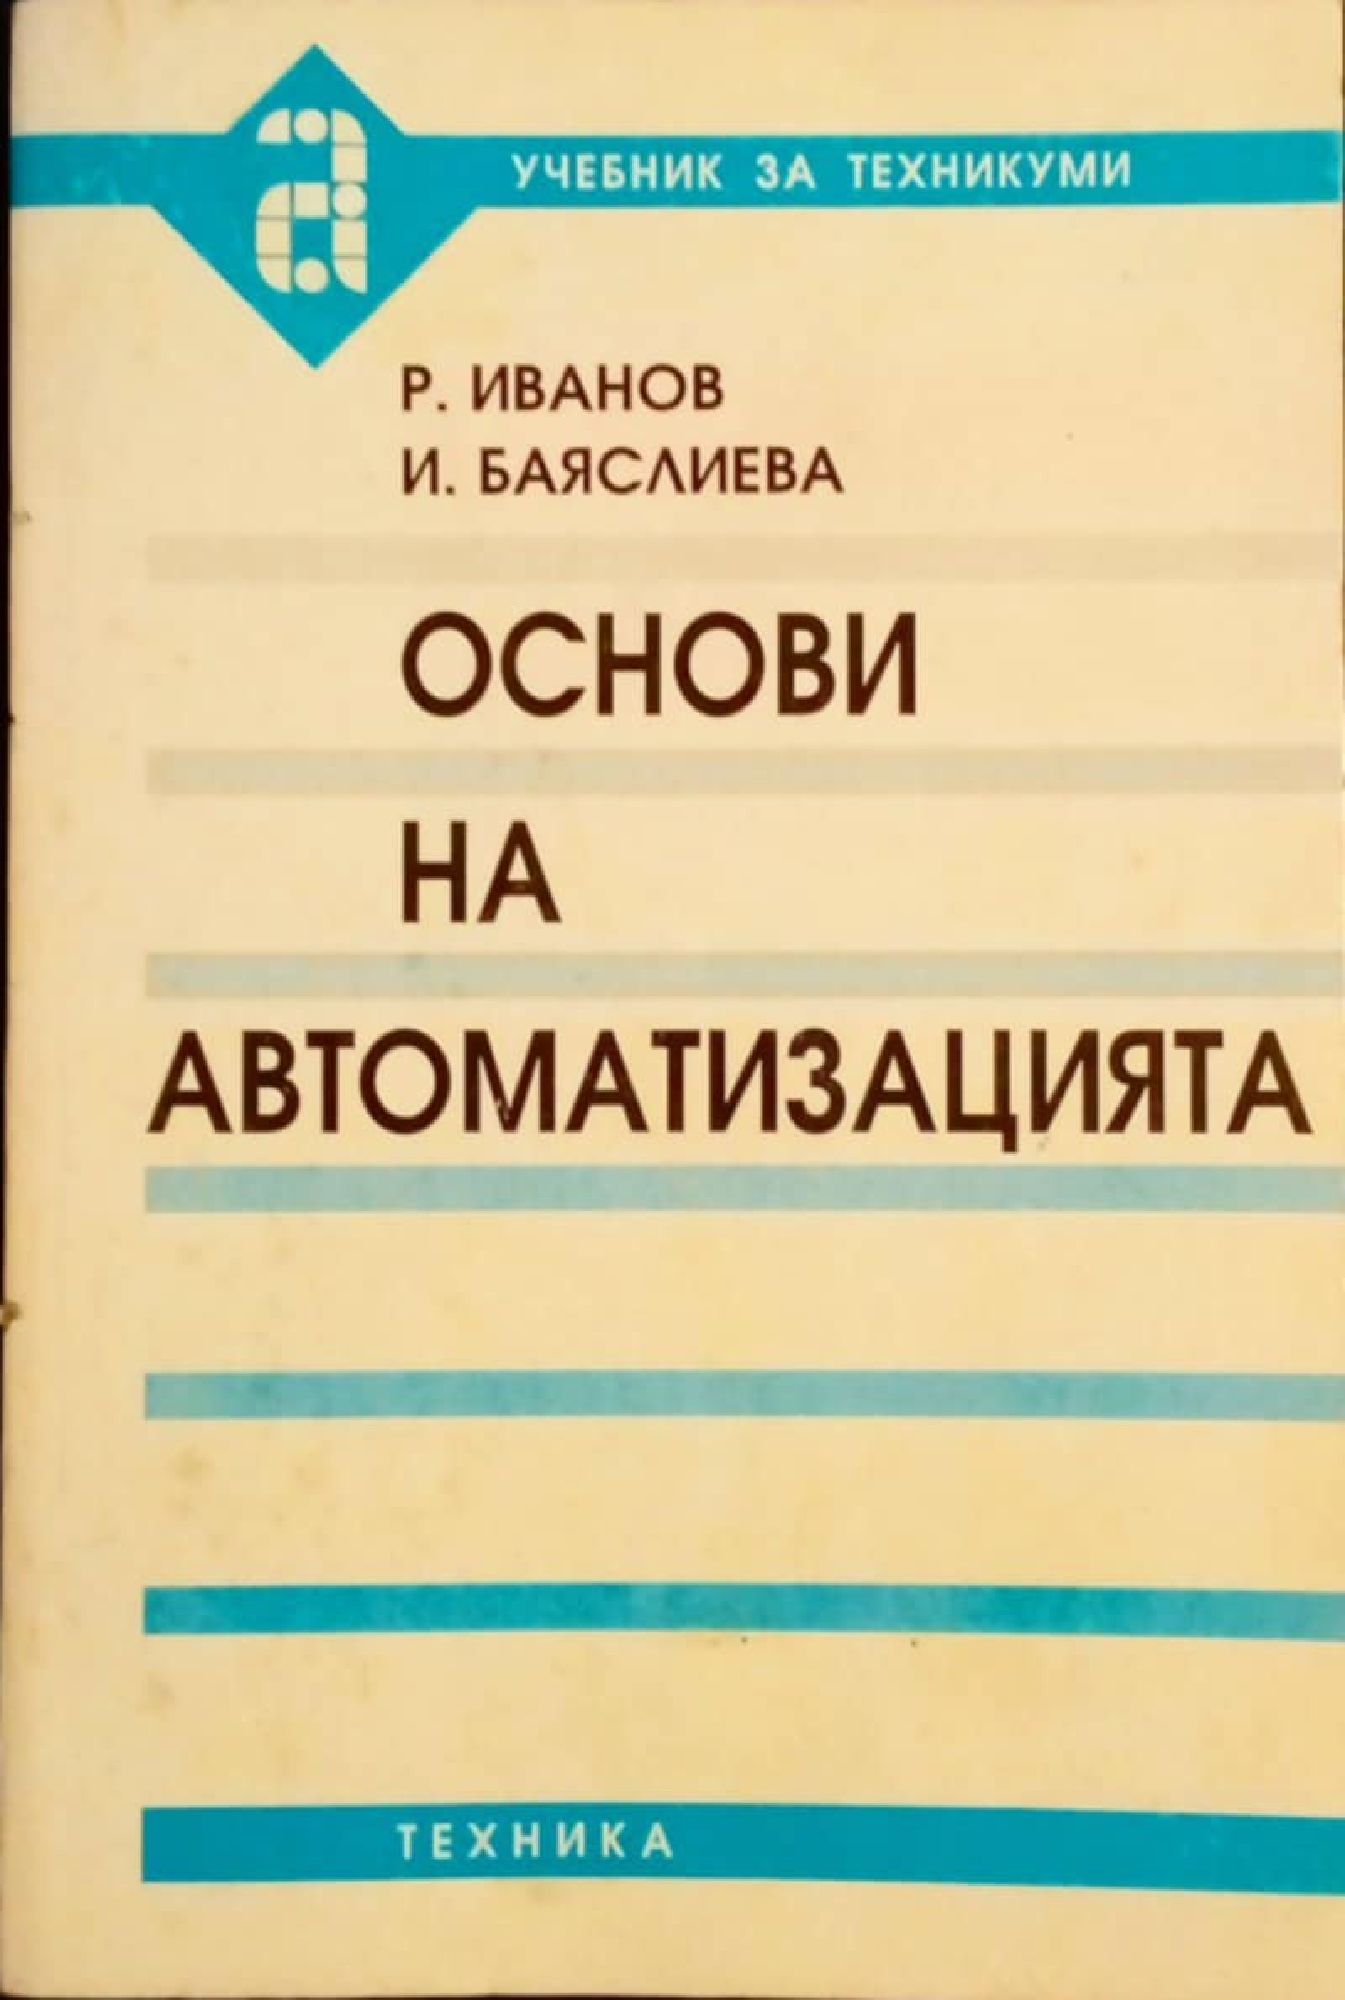 УЧЕБНИК ЗА ТЕХНИКУМИ
Р. ИВАНОВ
И. БАЯСЛИЕВА
ОСНОВИ
НА
АВТОМАТИЗАЦИЯТА
ТЕХНИКА